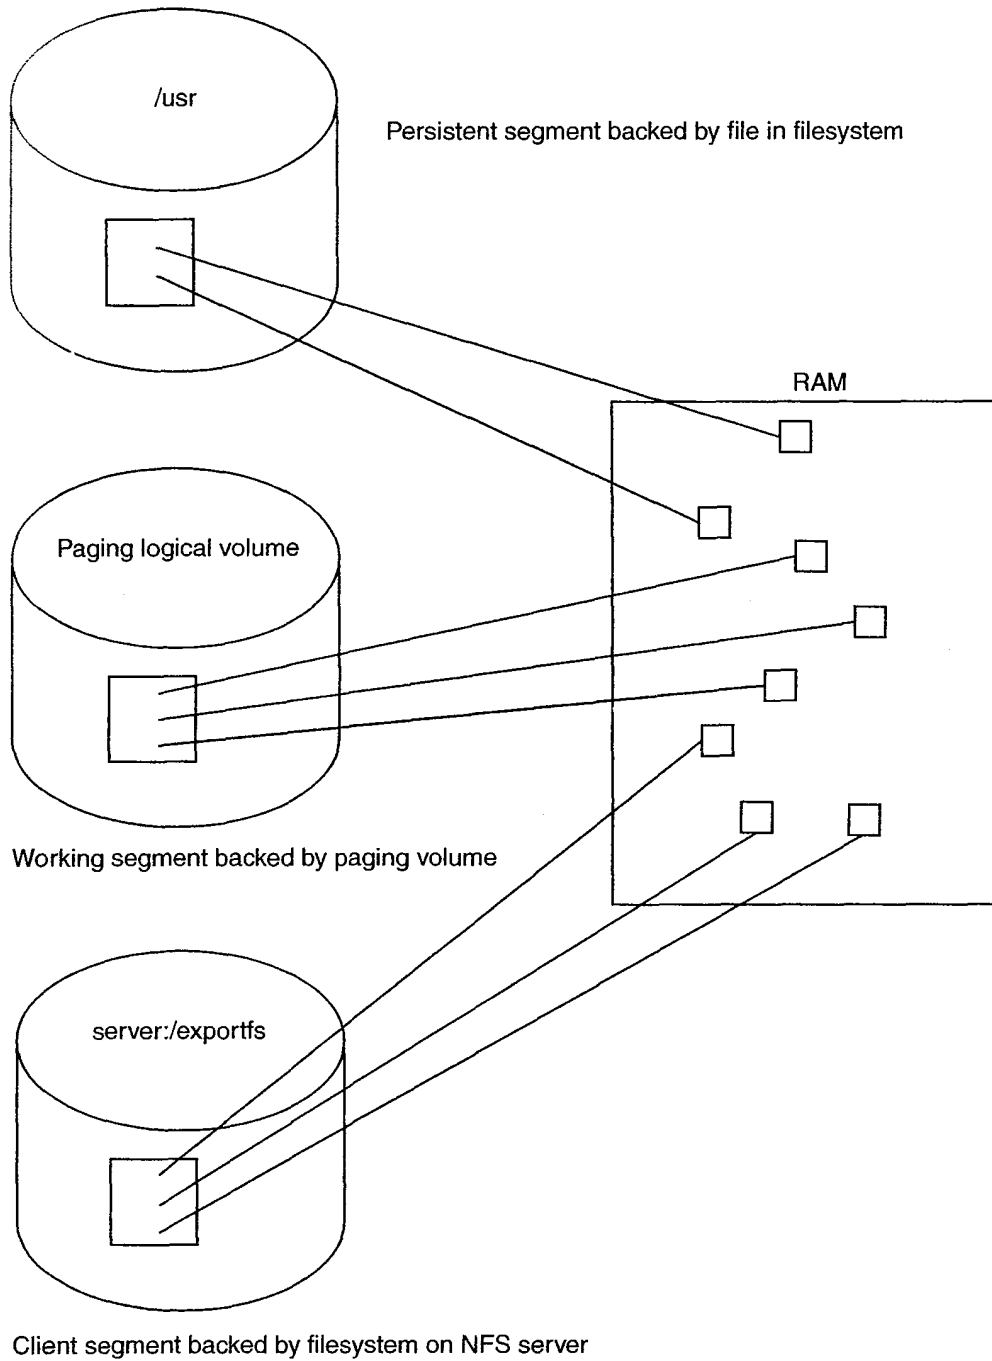 /usr
Persistent segment backed by file in filesystem
RAM
Paging logical volume
Working segment backed by paging volume
server:/exportfs
Client segment backed by filesystem on NFS server